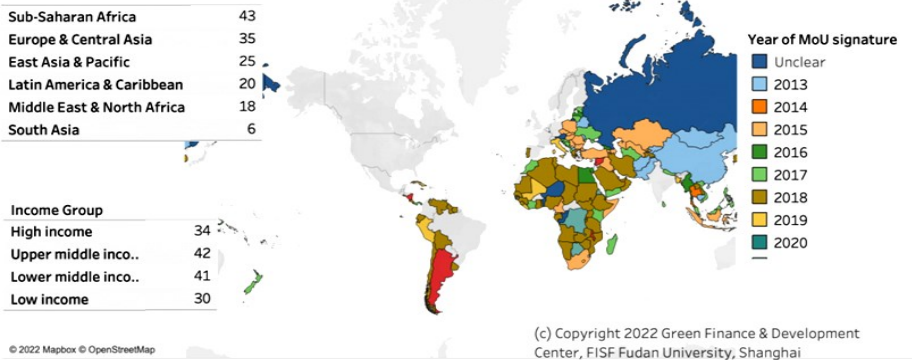 Sub-Saharan Africa 43
Europe & Central Asia 35
East Asia & Pacific 25
Latin America & Caribbean 20
Middle East & North Africa 18
South Asia 6
Income Group
High income 34
Upper middle inco.. 42
Lower middle inco.. 41
Low income 30
© 2022 Mapbox © OpenStreetMap
Year of MoU signature
Unclear
2013
2014
2015
2016
2017
2018
2019
2020
(c) Copyright 2022 Green Finance & Development
Center, FISF Fudan University, Shanghai